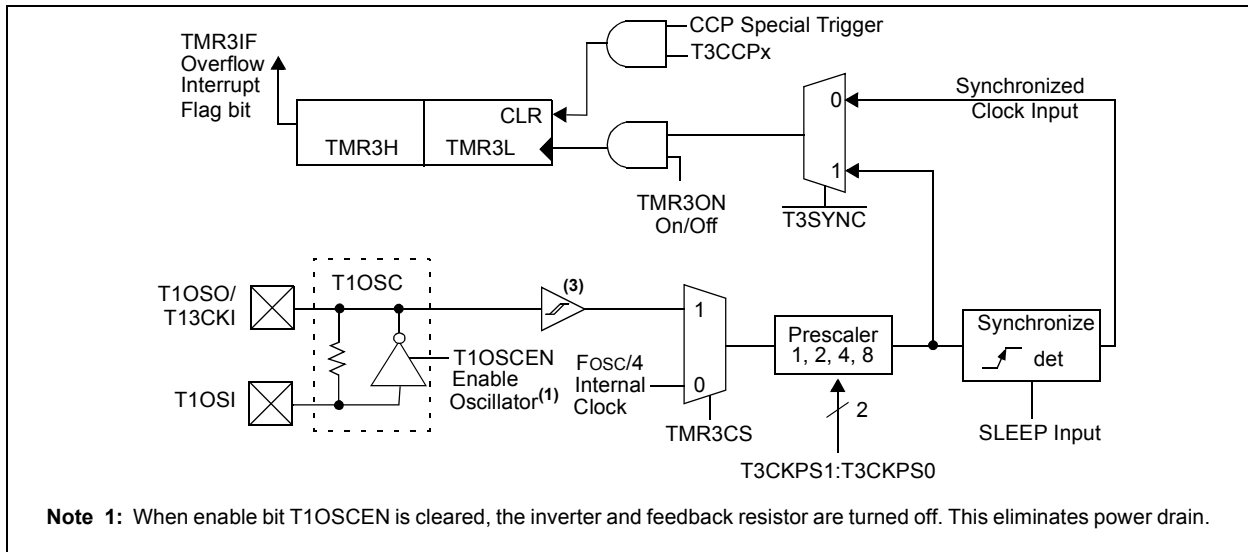 TMR3IF
Overflow
Interrupt
Flag bit
CCP Special Trigger
T3CCPx
CLR
TMR3H
TMR3L
TMR3ON
On/Off
0
1
T3SYNC
Synchronized
Clock Input
T1OSC
T1OSO/
T13CKI
T1OSI
T1OSCEN
Enable
Oscillator(1)
(3)
FOSC/4
Internal
Clock
1
0
TMR3CS
Prescaler
1, 2, 4, 8
2
T3CKPS1:T3CKPS0
Synchronize
det
SLEEP Input
Note 1: When enable bit T1OSCEN is cleared, the inverter and feedback resistor are turned off. This eliminates power drain.